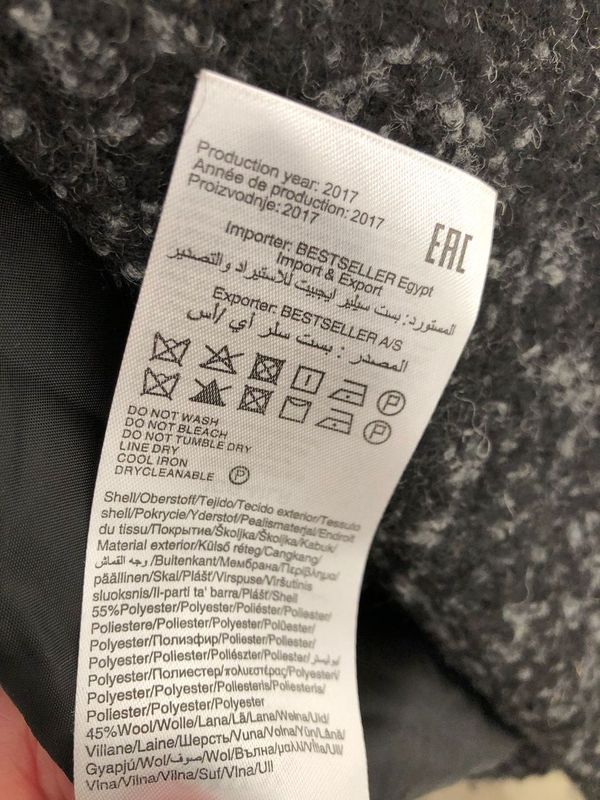 Production year: 2017
Année de production: 2017
Proizvodnje: 2017
EAC
Importer: BESTSELLER Egypt
Import & Export
المستورد: بست سيلير ايجيبت للاستيراد والتصدير
Exporter: BESTSELLER A/S
المصدر : بست سلر أي /أس
P
P
DO NOT WASH
DO NOT BLEACH
DO NOT TUMBLE DRY
LINE DRY
COOL IRON
DRYCLEANABLE P
Shell/Oberstoff/Tejido/Tecido exterior/Tessuto
shell/Pokrycie/Yderstof/Pealismaterjal/Endroit
du tissu/Покрытие/Školjka/Školjka/Kabuk/
Material exterior/Külső réteg/Cangkang/
وجه القماش /Buitenkant/Мембрана/Περίβλημα/
päällinen/Skal/Plášť/Virspuse/Viršutinis
sluoksnis/Il-parti ta' barra/Plášť/Shell
55%Polyester/Polyester/Poliéster/Poliester/
Poliestere/Poliester/Polyester/Polüester/
Polyester/Полиэфир/Poliester/Poliester/
Polyester/Poliester/Poliészter/Poliester/بوليستر/
Polyester/Полиестер/πολυεστέρας/Polyesteri/
Polyester/Polyester/Poliesteris/Poliesteris/
Poliester/Polyester/Polyester
45%Wool/Wolle/Lana/Lã/Lana/Wełna/Uld/
Villane/Laine/Шерсть/Vuna/Volna/Yün/Lână/
Gyapjú/Wol/صوف/Wol/Вълна/μαλλί/Villa/Ull/
Vlna/Vilna/Vilna/Suf/Vlna/Ull